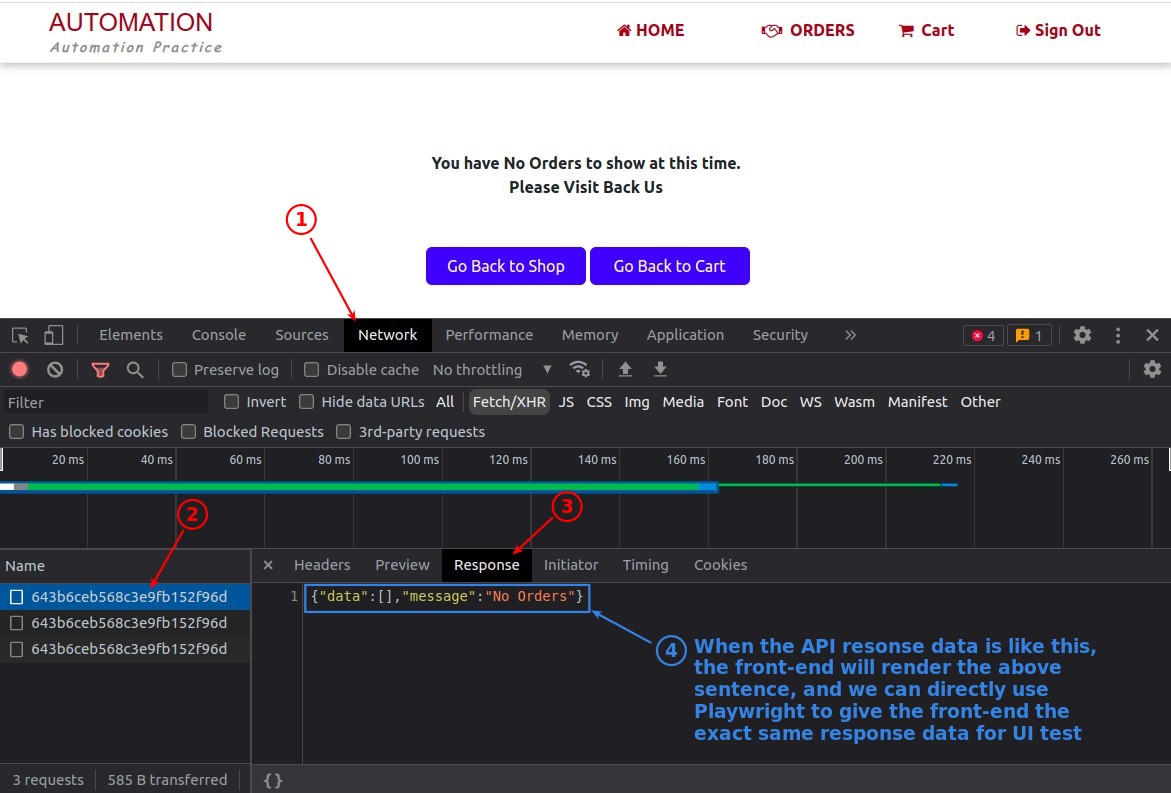 AUTOMATION
Automation Practice
HOME
ORDERS
Cart
Sign Out
You have No Orders to show at this time.
Please Visit Back Us
1
Go Back to Shop
Go Back to Cart
Elements Console Sources Network Performance Memory Application Security » 4 1
Preserve log Disable cache No throttling
Filter Invert Hide data URLs All Fetch/XHR JS CSS Img Media Font Doc WS Wasm Manifest Other
Has blocked cookies Blocked Requests 3rd-party requests
20 ms 40 ms 60 ms 80 ms 100 ms 120 ms 140 ms 160 ms 180 ms 200 ms 220 ms 240 ms 260 ms
2
3
Name
Headers Preview Response Initiator Timing Cookies
643b6ceb568c3e9fb152f96d
643b6ceb568c3e9fb152f96d
643b6ceb568c3e9fb152f96d
1 {"data":[],"message":"No Orders"}
4
When the API resonse data is like this,
the front-end will render the above
sentence, and we can directly use
Playwright to give the front-end the
exact same response data for UI test
3 requests 585 B transferred
{}